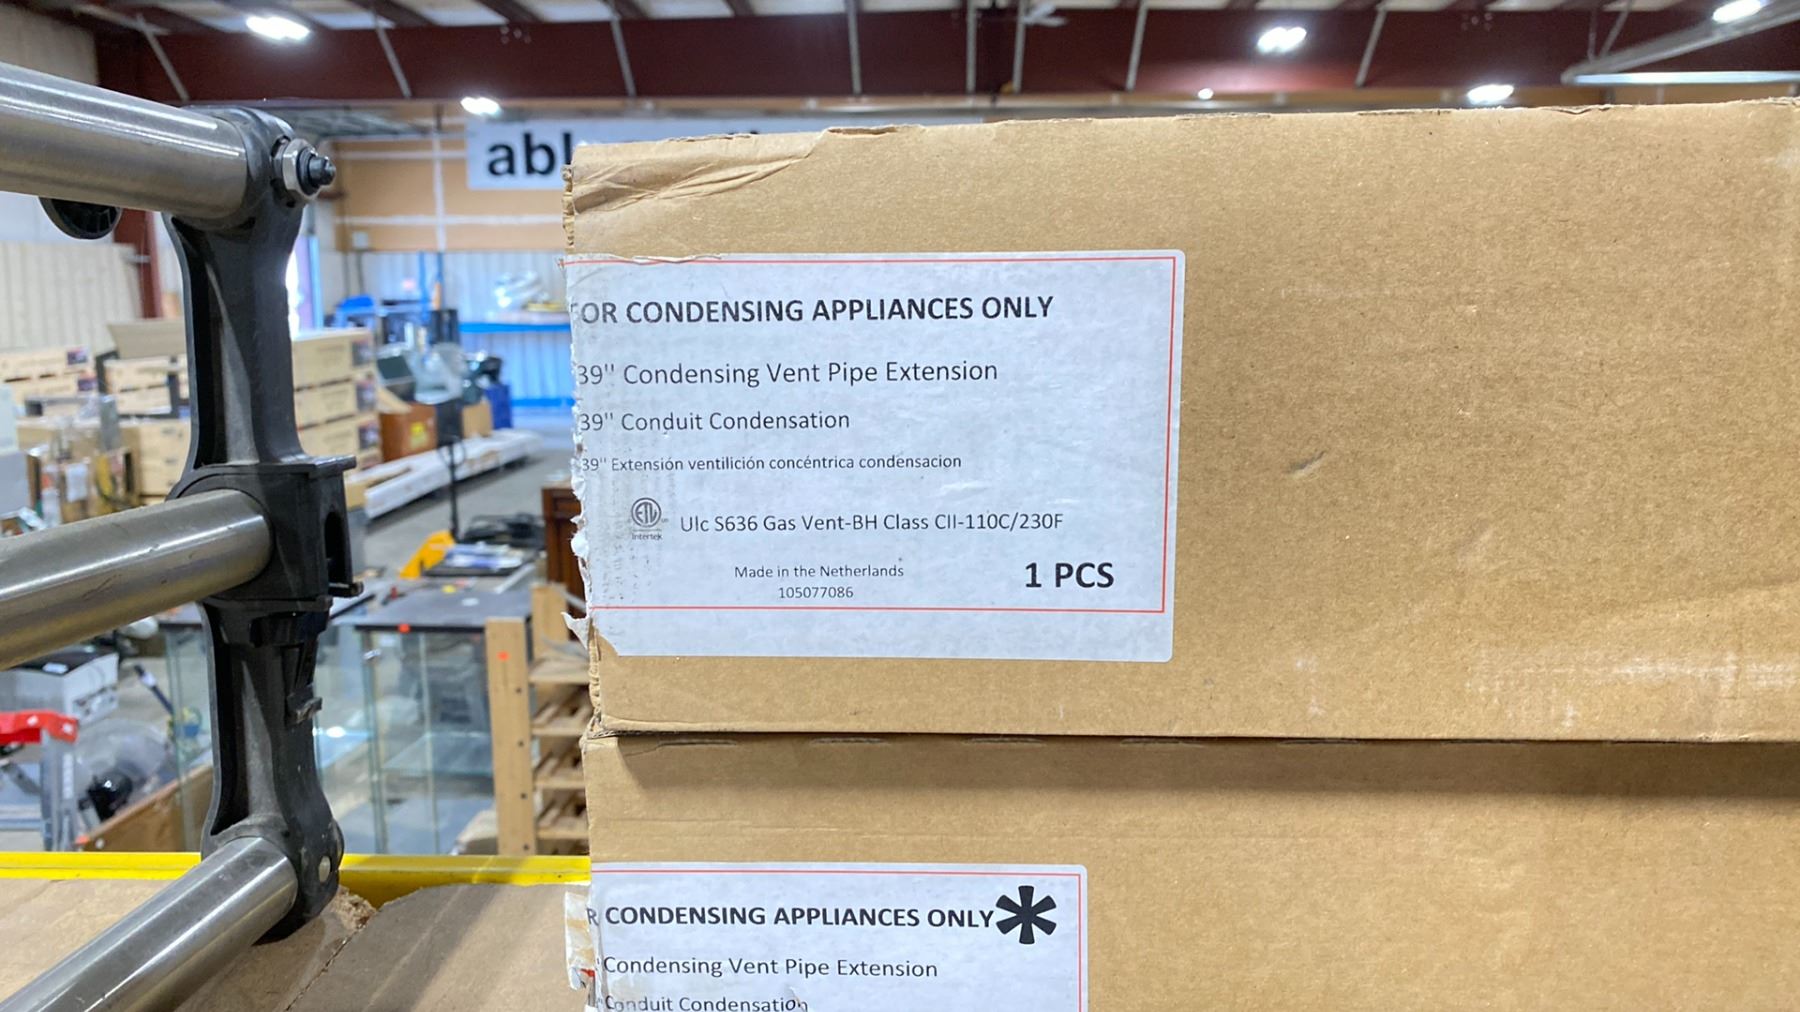 abl
FOR CONDENSING APPLIANCES ONLY
39" Condensing Vent Pipe Extension
39" Conduit Condensation
39" Extensión ventilición concéntrica condensacion
ETL
Intertek
Ulc S636 Gas Vent-BH Class CII-110C/230F
Made in the Netherlands
105077086
1 PCS
R CONDENSING APPLIANCES ONLY*
" Condensing Vent Pipe Extension
" Conduit Condensation